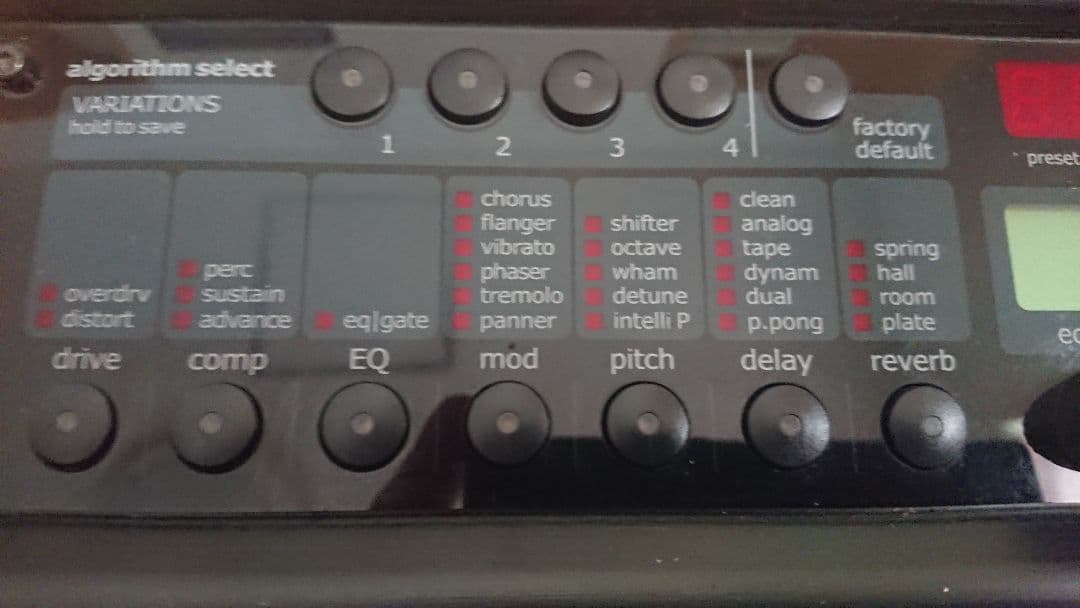 algorithm select
VARIATIONS
hold to save
1 2 3 4
factory
default
preset
overdrv
distort
drive
perc
sustain
advance
comp
eq|gate
EQ
chorus
flanger
vibrato
phaser
tremolo
panner
mod
shifter
octave
wham
detune
intelli P
pitch
clean
analog
tape
dynam
dual
p.pong
delay
spring
hall
room
plate
reverb